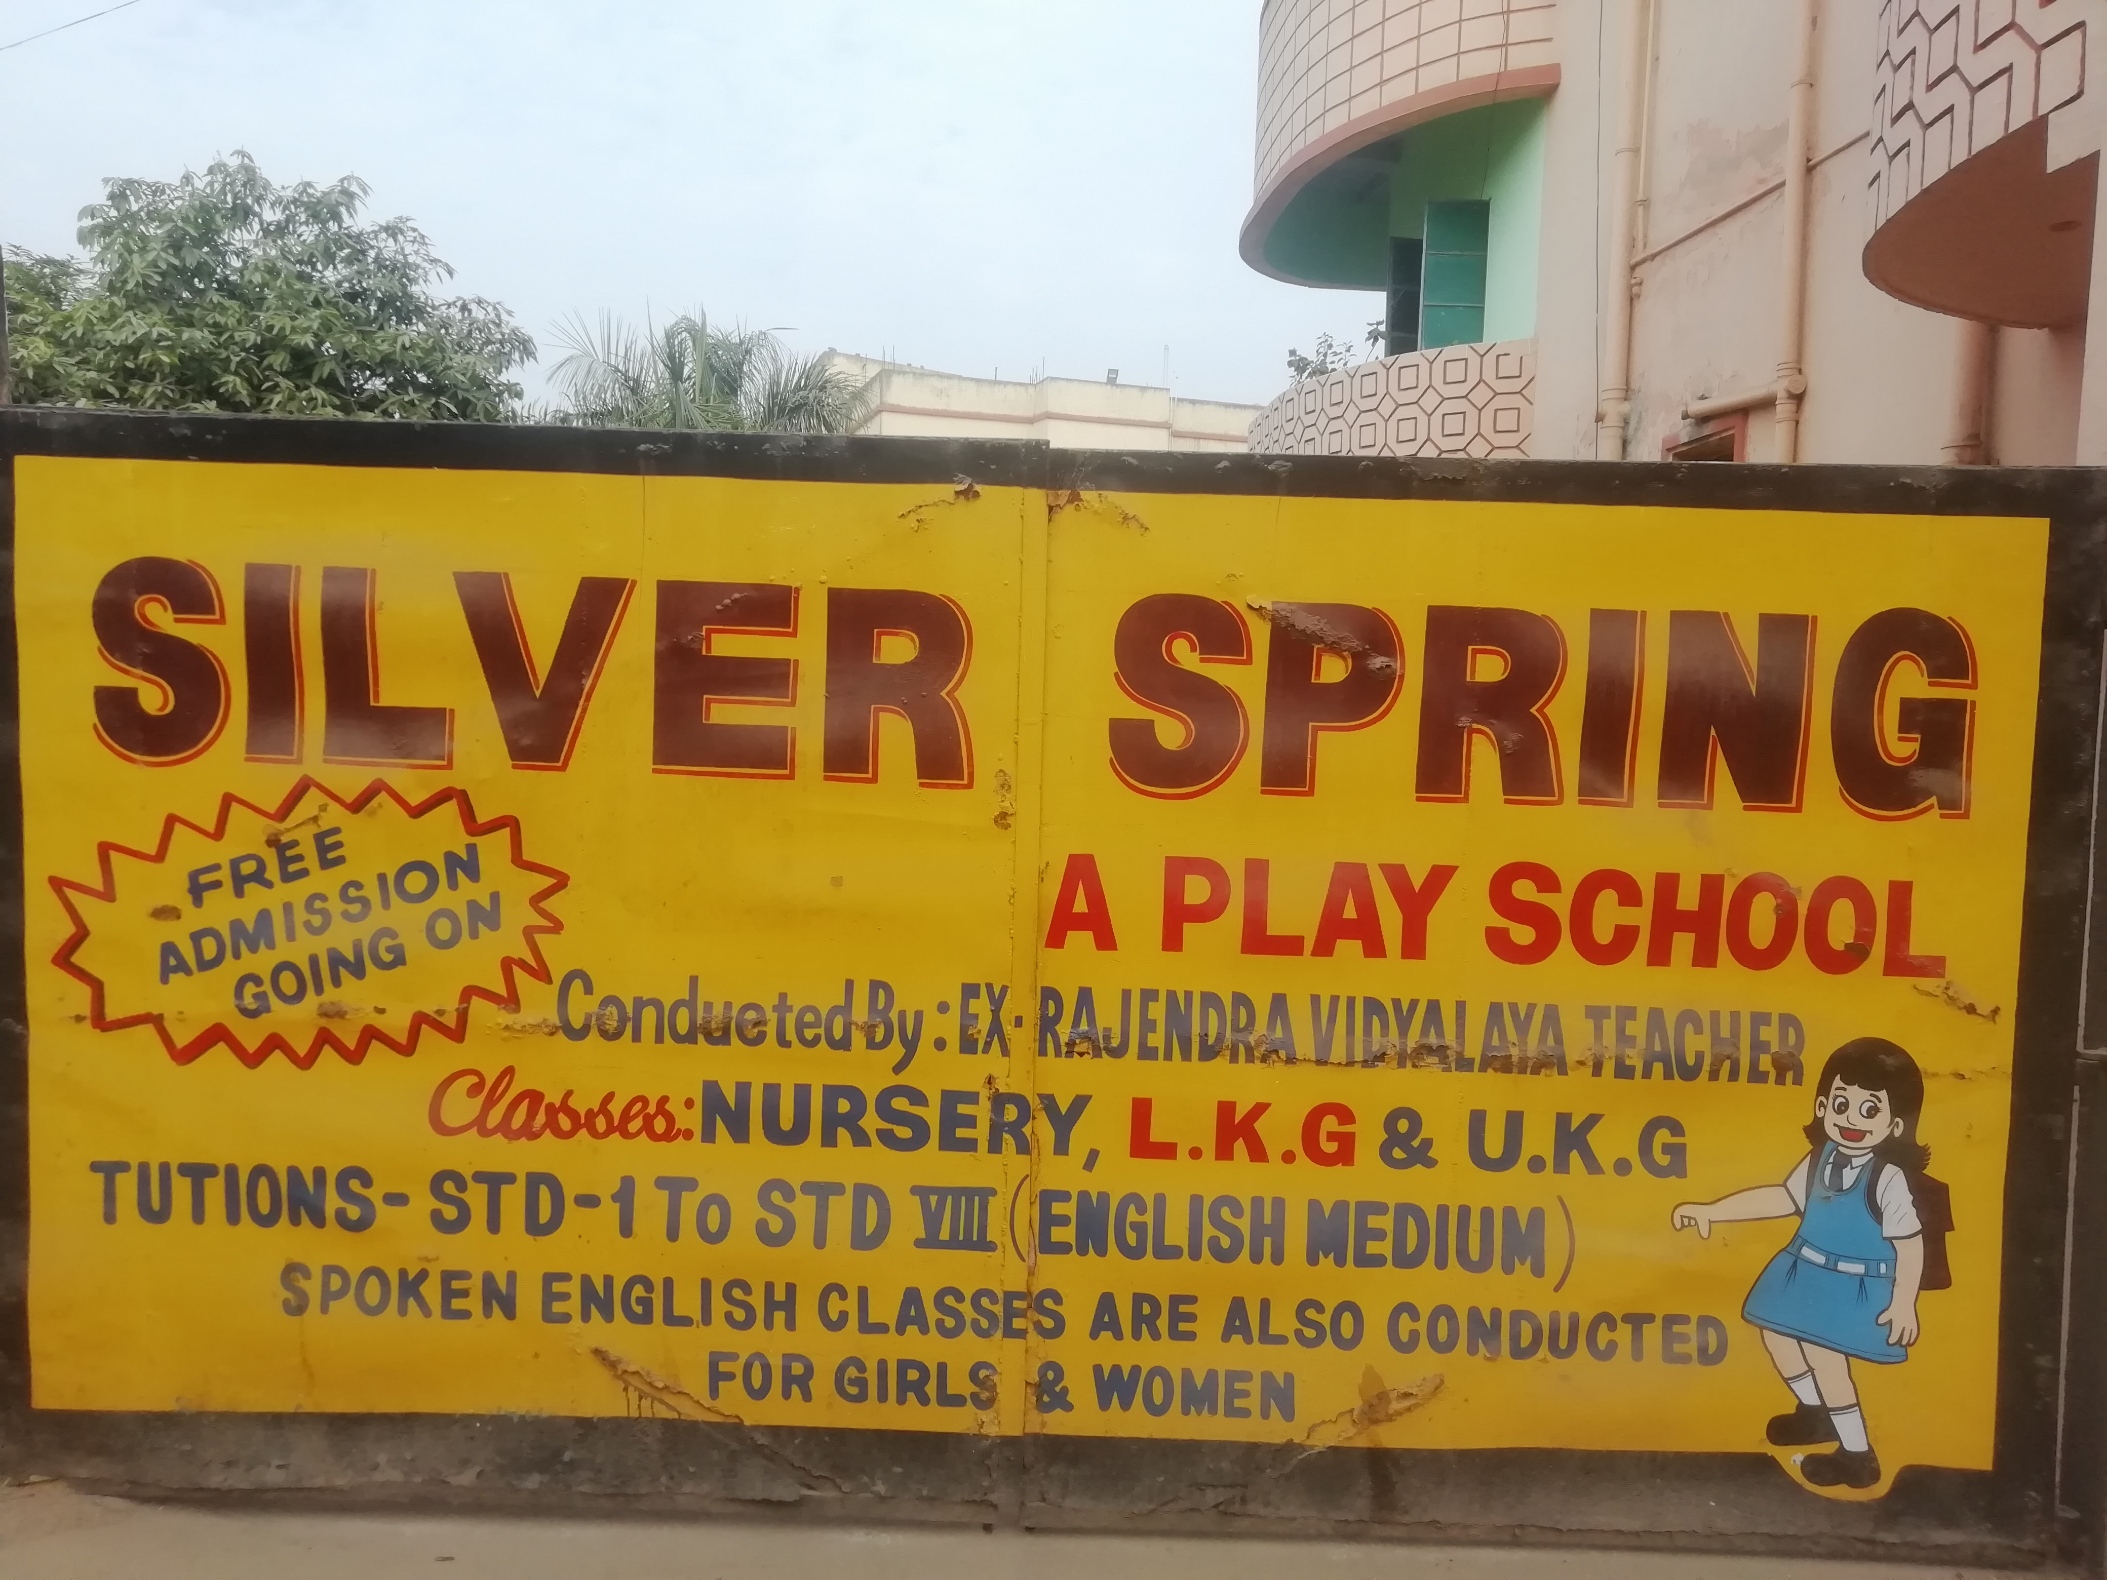 SILVER SPRING
A PLAY SCHOOL
FREE
ADMISSION
GOING ON
Conducted By: EX-RAJENDRA VIDYALAYA TEACHER
Classes: NURSERY, L.K.G & U.K.G
TUTIONS- STD-1 To STD VIII (ENGLISH MEDIUM)
SPOKEN ENGLISH CLASSES ARE ALSO CONDUCTED
FOR GIRLS & WOMEN